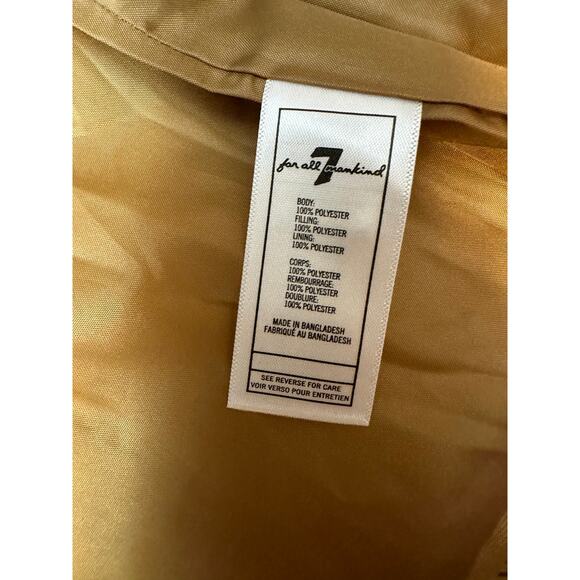 for all 7 mankind
BODY:
100% POLYESTER
FILLING:
100% POLYESTER
LINING:
100% POLYESTER
CORPS:
100% POLYESTER
REMBOURRAGE:
100% POLYESTER
DOUBLURE:
100% POLYESTER
MADE IN BANGLADESH
FABRIQUÉ AU BANGLADESH
SEE REVERSE FOR CARE
VOIR VERSO POUR ENTRETIEN